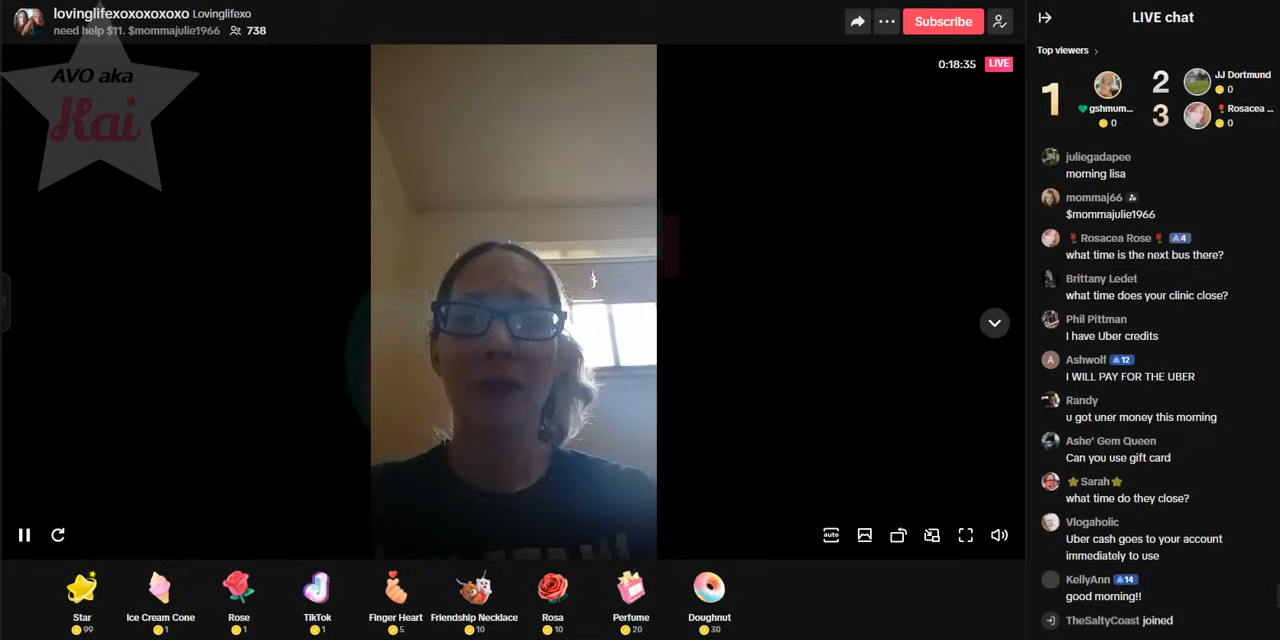 lovinglifexoxoxoxoxo Lovinglifexo
need help $11. $mommajulie1966 738
Subscribe
AVO aka
Kai
0:18:35 LIVE
auto
Star
99
Ice Cream Cone
1
Rose
1
TikTok
1
Finger Heart
5
Friendship Necklace
10
Rosa
10
Perfume
20
Doughnut
30
LIVE chat
Top viewers
1
gshmum...
0
2
JJ Dortmund
0
3
Rosacea ...
0
juliegadapee
morning lisa
mommaj66
$mommajulie1966
Rosacea Rose 4
what time is the next bus there?
Brittany Ledet
what time does your clinic close?
Phil Pittman
I have Uber credits
A Ashwolf 12
I WILL PAY FOR THE UBER
Randy
u got uner money this morning
Ashe' Gem Queen
Can you use gift card
Sarah
what time do they close?
Vlogaholic
Uber cash goes to your account
immediately to use
KellyAnn 14
good morning!!
TheSaltyCoast joined